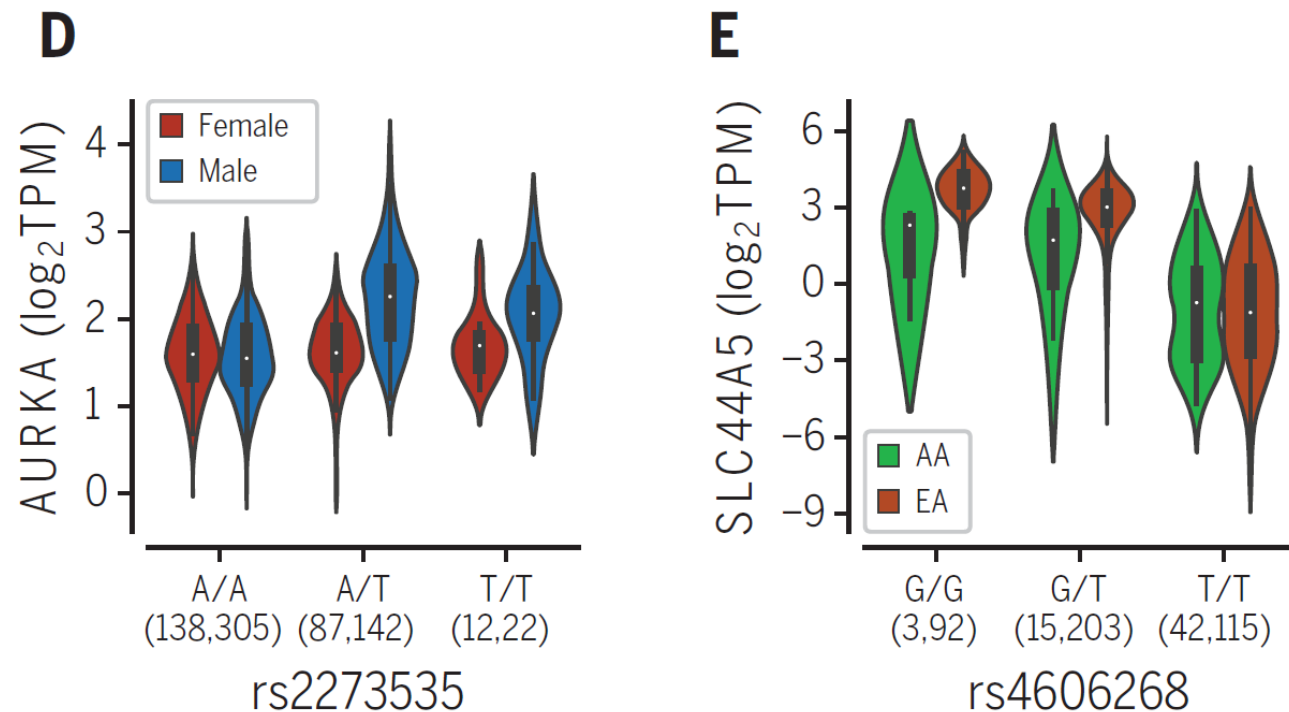 D
AURKA (log₂TPM)
4
3
2
1
0
Female
Male
A/A
A/T
T/T
(138,305)
(87,142)
(12,22)
rs2273535
E
SLC44A5 (log₂TPM)
6
3
0
−3
−6
−9
AA
EA
G/G
G/T
T/T
(3,92)
(15,203)
(42,115)
rs4606268